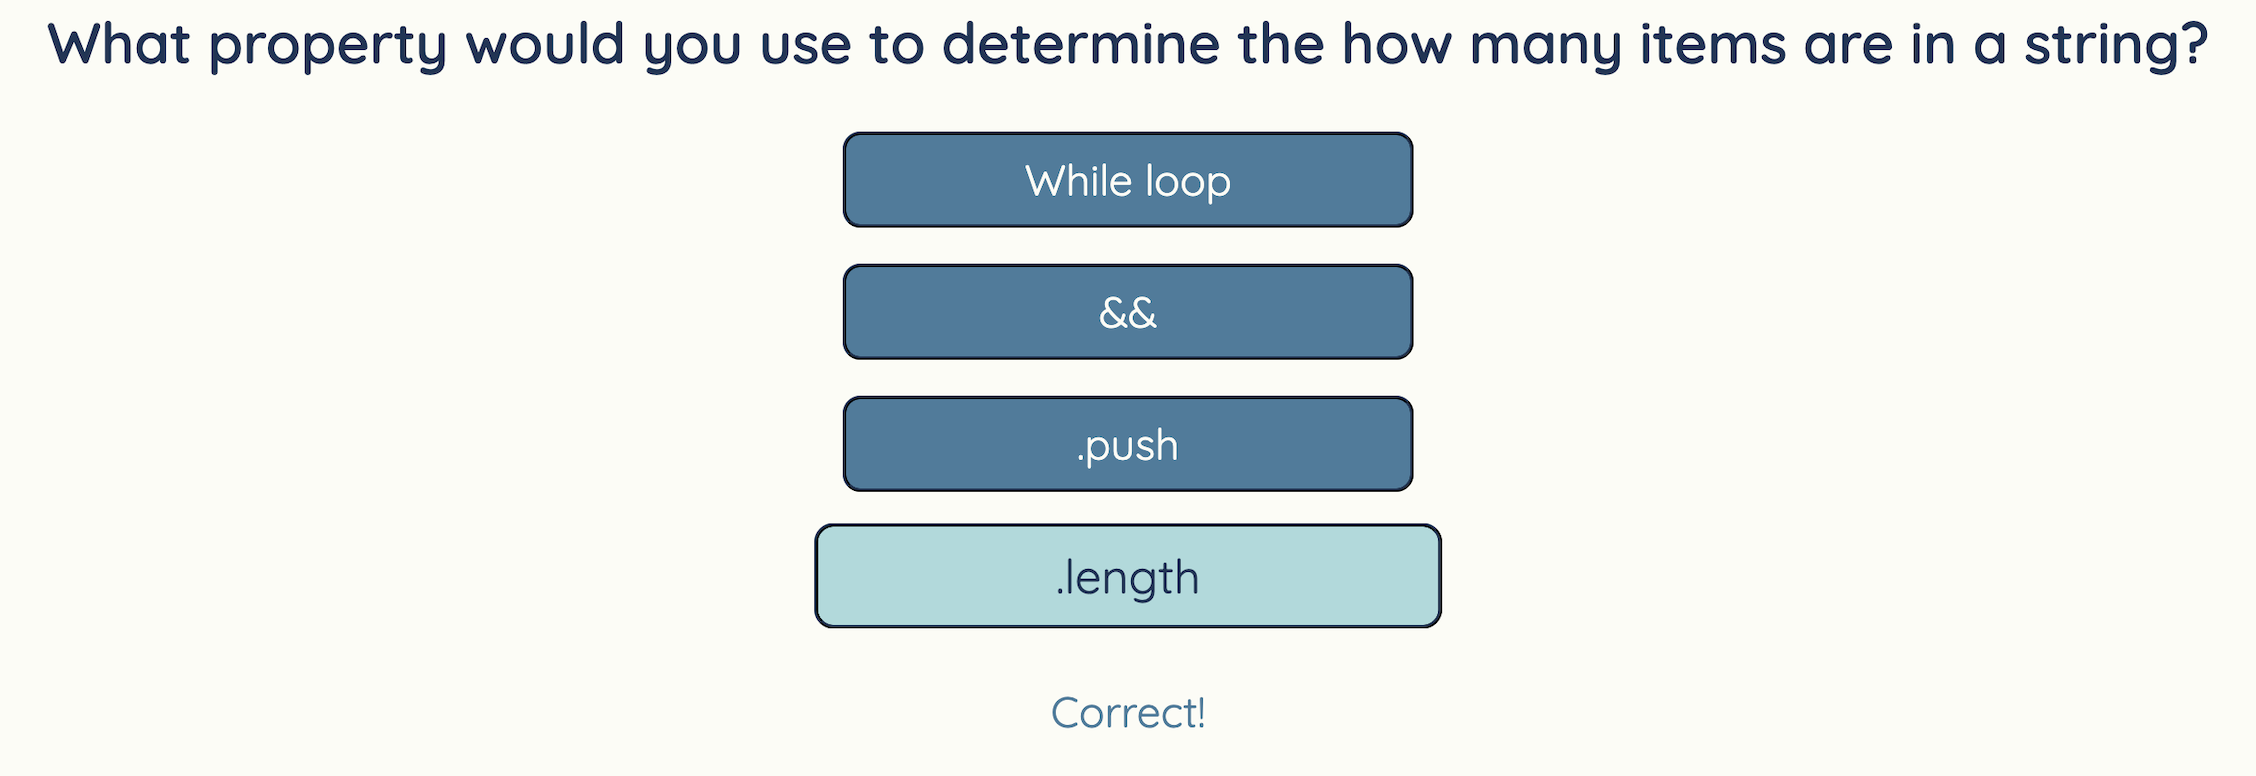 What property would you use to determine the how many items are in a string?
While loop
&&
.push
.length
Correct!